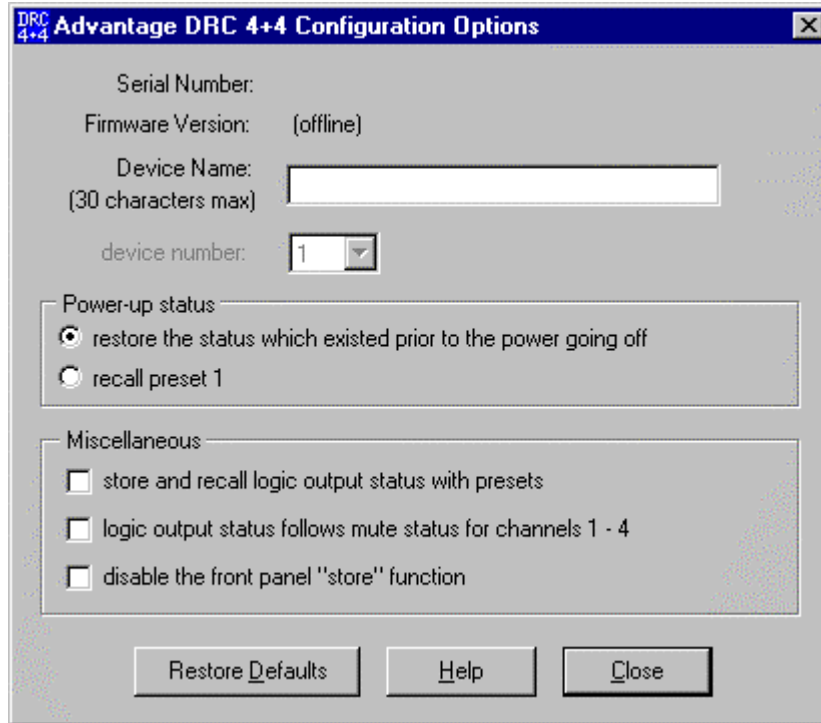 DRC
4+4
Advantage DRC 4+4 Configuration Options
Serial Number:
Firmware Version: (offline)
Device Name:
(30 characters max)
device number: 1
Power-up status
restore the status which existed prior to the power going off
recall preset 1
Miscellaneous
store and recall logic output status with presets
logic output status follows mute status for channels 1 - 4
disable the front panel "store" function
Restore Defaults Help Close